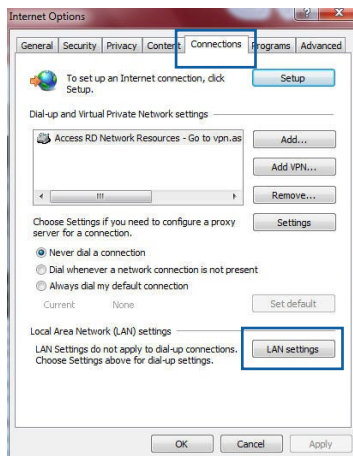 Internet Options
General Security Privacy Content Connections Programs Advanced
To set up an Internet connection, click
Setup.
Setup
Dial-up and Virtual Private Network settings
Access RD Network Resources - Go to vpn.as
Add...
Add VPN...
Remove...
Choose Settings if you need to configure a proxy
server for a connection.
Settings
Never dial a connection
Dial whenever a network connection is not present
Always dial my default connection
Current None
Set default
Local Area Network (LAN) settings
LAN Settings do not apply to dial-up connections.
Choose Settings above for dial-up settings.
LAN settings
OK Cancel Apply